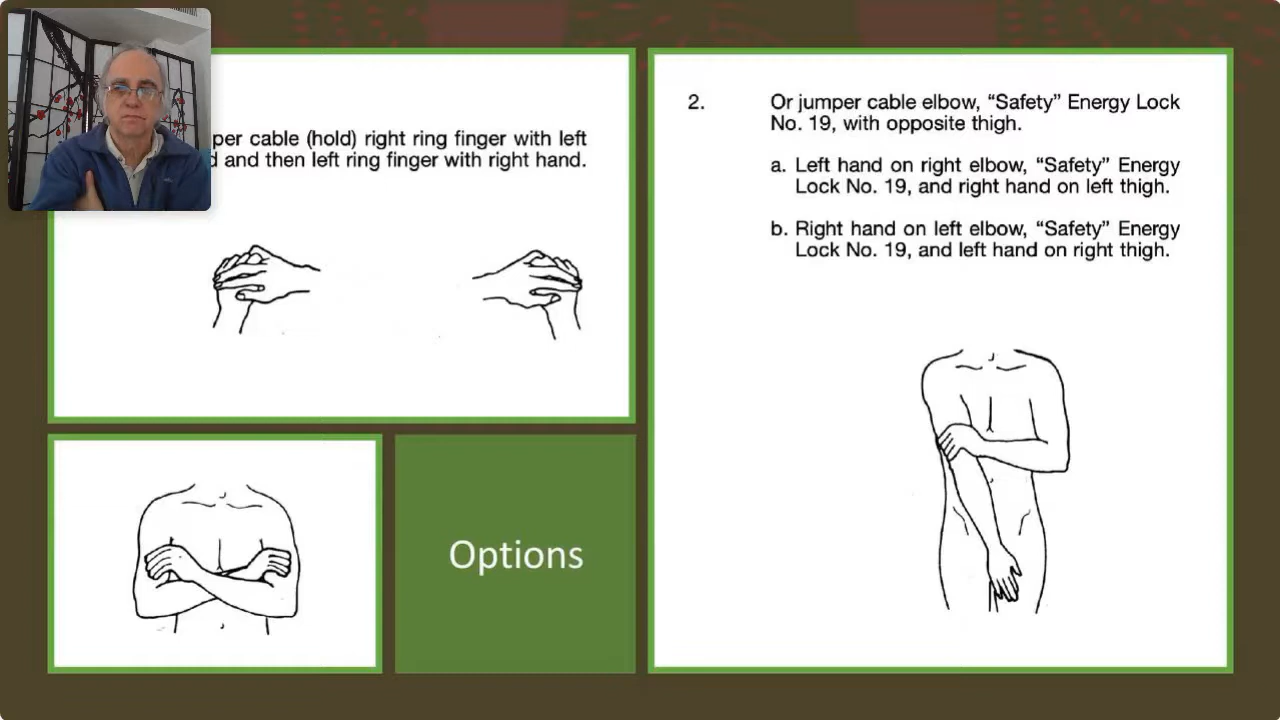 per cable (hold) right ring finger with left
and then left ring finger with right hand.
2. Or jumper cable elbow, “Safety” Energy Lock
No. 19, with opposite thigh.
a. Left hand on right elbow, “Safety” Energy
Lock No. 19, and right hand on left thigh.
b. Right hand on left elbow, “Safety” Energy
Lock No. 19, and left hand on right thigh.
Options